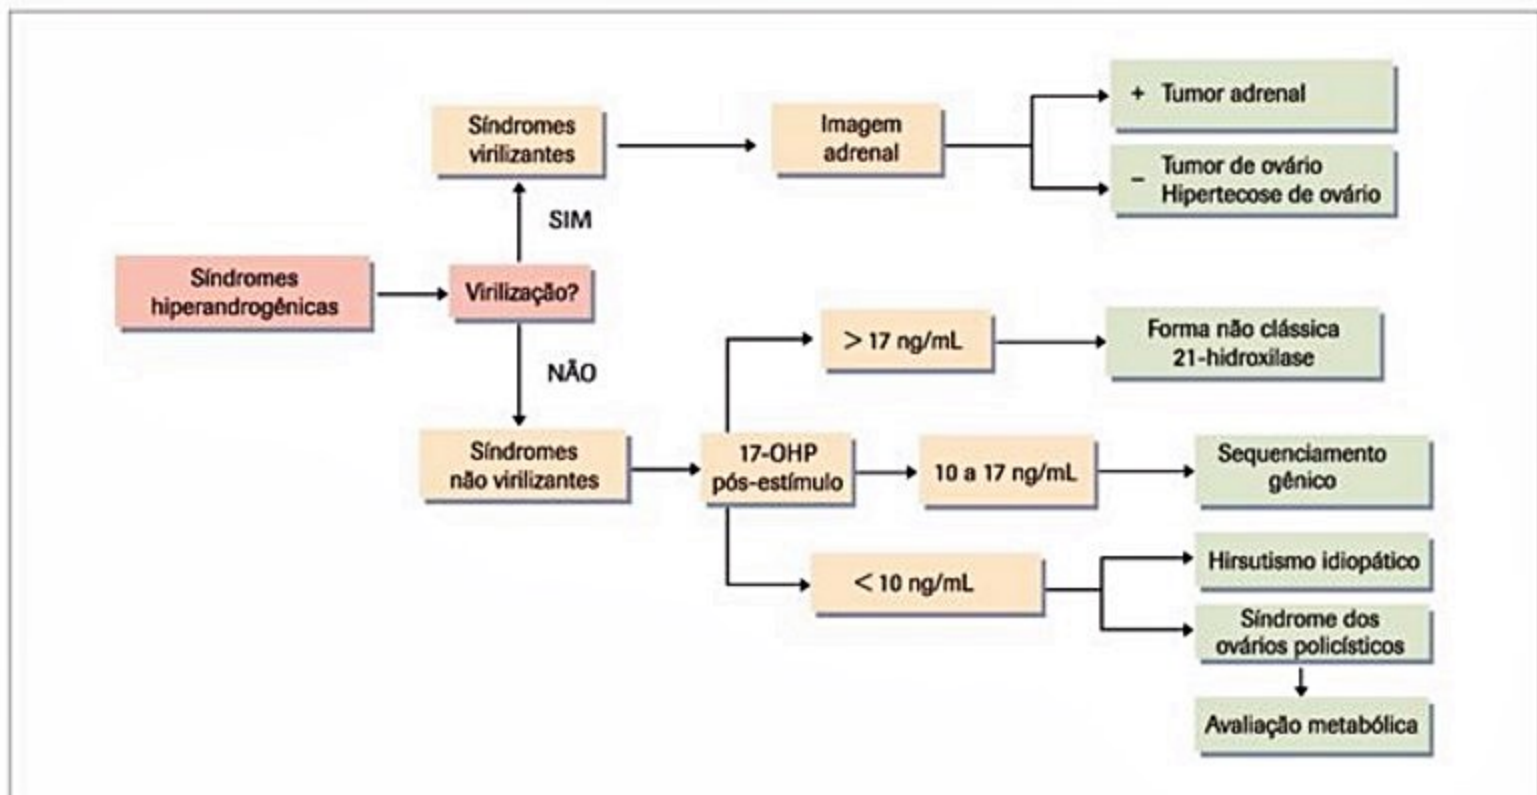 Síndromes
virilizantes
Imagem
adrenal
+ Tumor adrenal
− Tumor de ovário
Hipertecose de ovário
SIM
Síndromes
hiperandrogênicas
Virilização?
NÃO
> 17 ng/mL
Forma não clássica
21-hidroxilase
Síndromes
não virilizantes
17-OHP
pós-estímulo
10 a 17 ng/mL
Sequenciamento
gênico
< 10 ng/mL
Hirsutismo idiopático
Síndrome dos
ovários policísticos
Avaliação metabólica